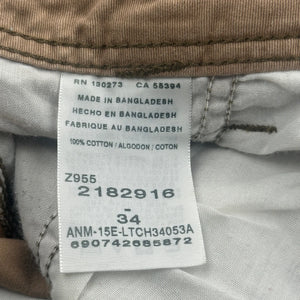 RN 130273 CA 55394
MADE IN BANGLADESH
HECHO EN BANGLADESH
FABRIQUE AU BANGLADESH
100% COTTON / ALGODON / COTON
Z955
2182916
-
34
ANM-15E-LTCH34053A
690742685872